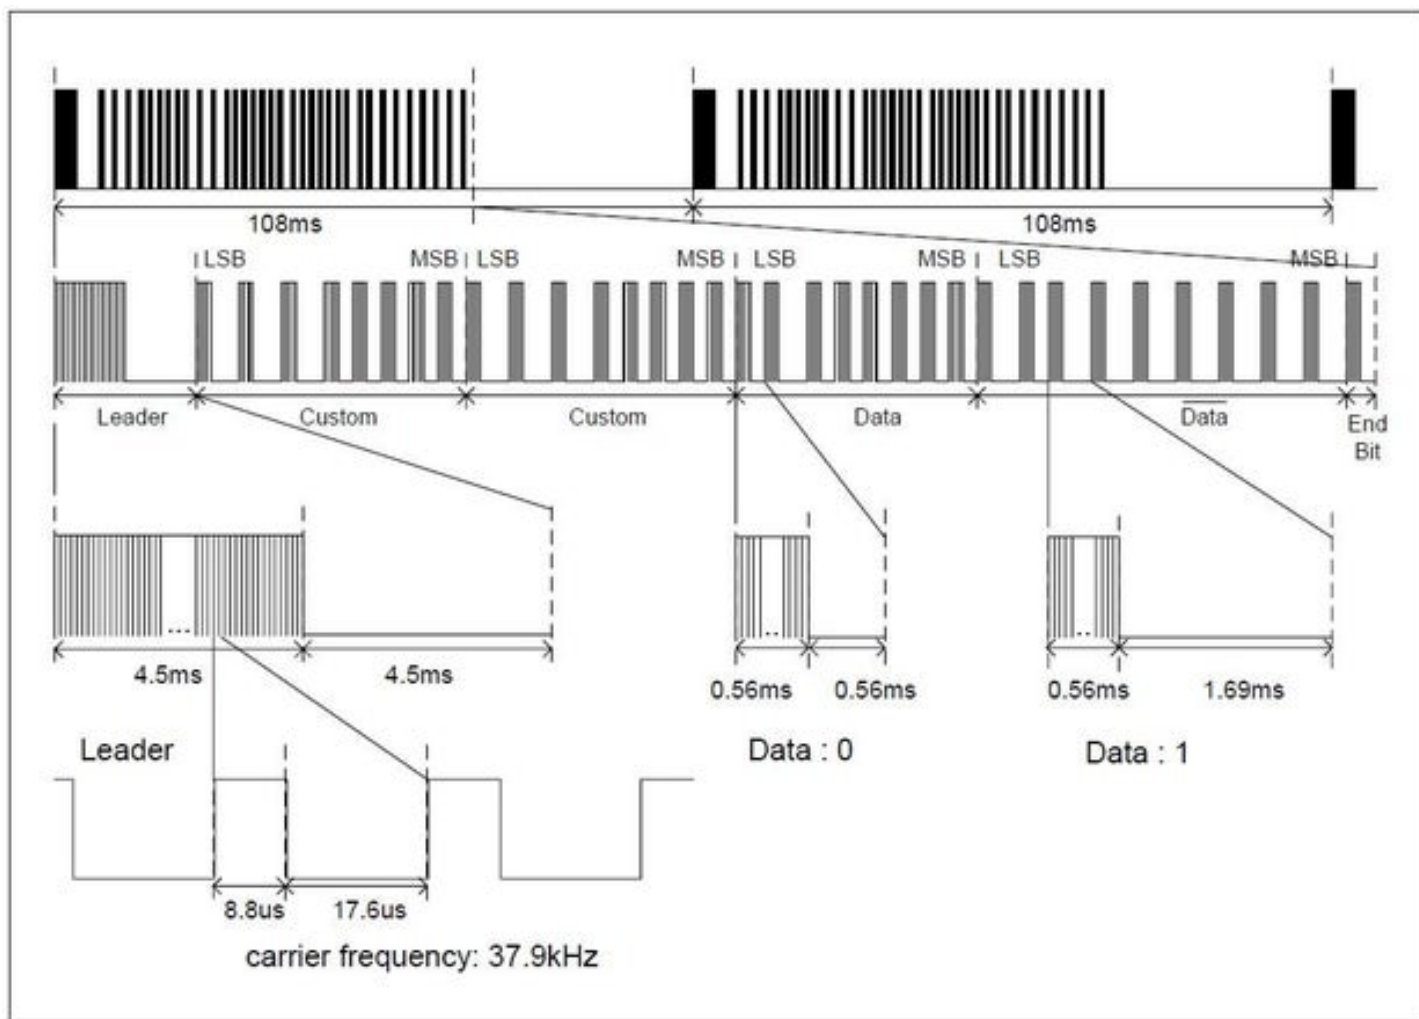 108ms 108ms
LSB MSB LSB MSB LSB MSB LSB MSB
Leader Custom Custom Data Data End Bit
4.5ms 4.5ms 0.56ms 0.56ms 0.56ms 1.69ms
Leader Data : 0 Data : 1
8.8us 17.6us
carrier frequency: 37.9kHz